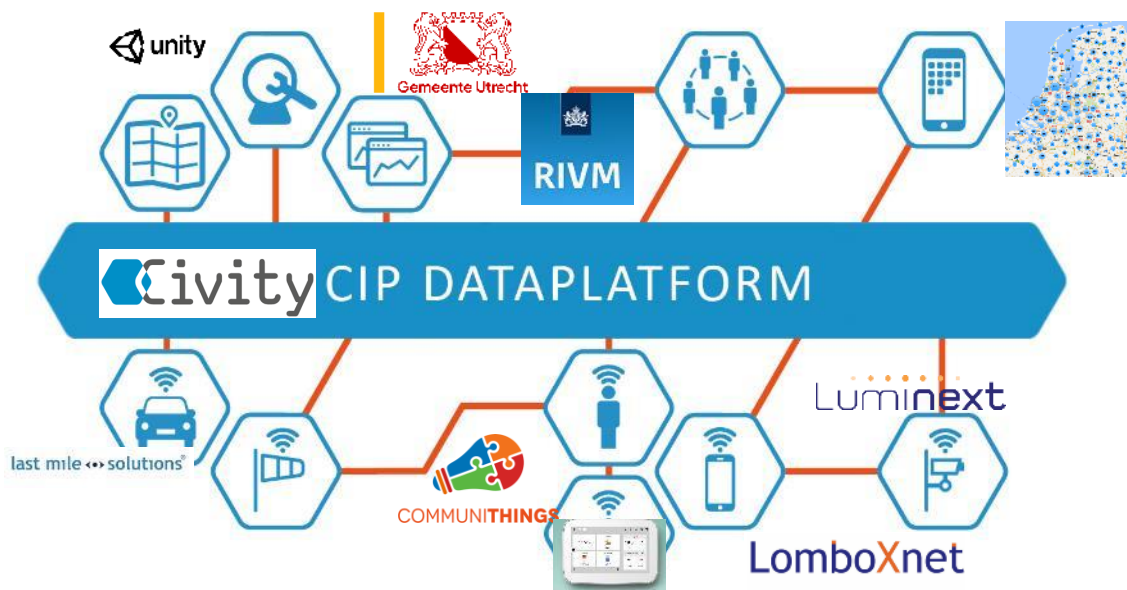 unity
Gemeente Utrecht
RIVM
Civity
CIP DATAPLATFORM
Luminext
last mile solutions®
COMMUNITHINGS
LomboXnet